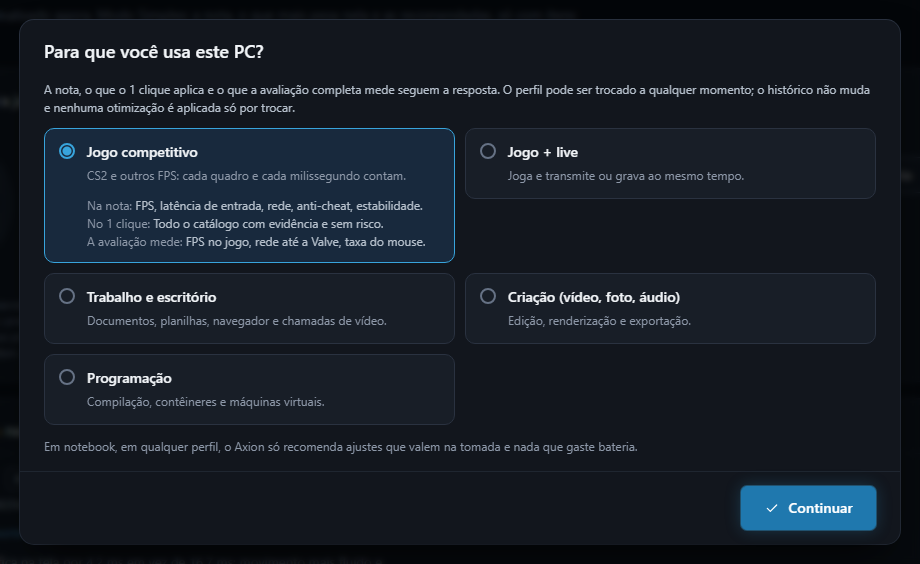 Para que você usa este PC?
A nota, o que o 1 clique aplica e o que a avaliação completa mede seguem a resposta. O perfil pode ser trocado a qualquer momento; o histórico não muda
e nenhuma otimização é aplicada só por trocar.
Jogo competitivo
CS2 e outros FPS: cada quadro e cada milissegundo contam.
Na nota: FPS, latência de entrada, rede, anti-cheat, estabilidade.
No 1 clique: Todo o catálogo com evidência e sem risco.
A avaliação mede: FPS no jogo, rede até a Valve, taxa do mouse.
Jogo + live
Joga e transmite ou grava ao mesmo tempo.
Trabalho e escritório
Documentos, planilhas, navegador e chamadas de vídeo.
Criação (vídeo, foto, áudio)
Edição, renderização e exportação.
Programação
Compilação, contêineres e máquinas virtuais.
Em notebook, em qualquer perfil, o Axion só recomenda ajustes que valem na tomada e nada que gaste bateria.
Continuar